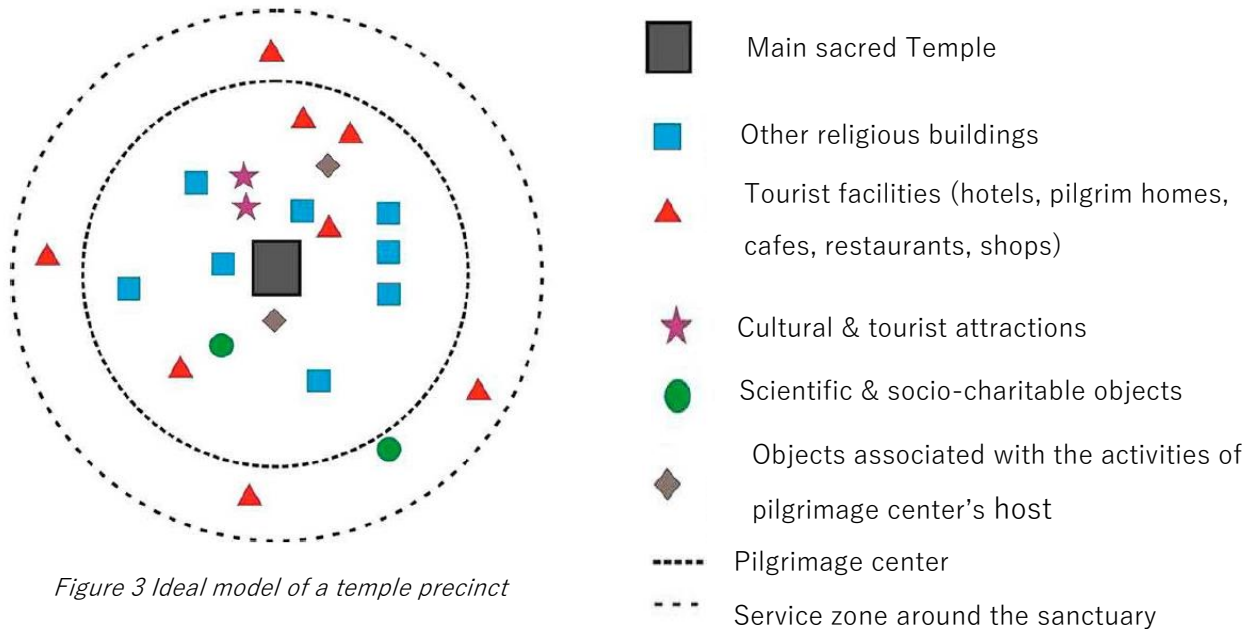 Main sacred Temple
Other religious buildings
Tourist facilities (hotels, pilgrim homes,
cafes, restaurants, shops)
Cultural & tourist attractions
Scientific & socio-charitable objects
Objects associated with the activities of
pilgrimage center’s host
Pilgrimage center
Service zone around the sanctuary
Figure 3 Ideal model of a temple precinct